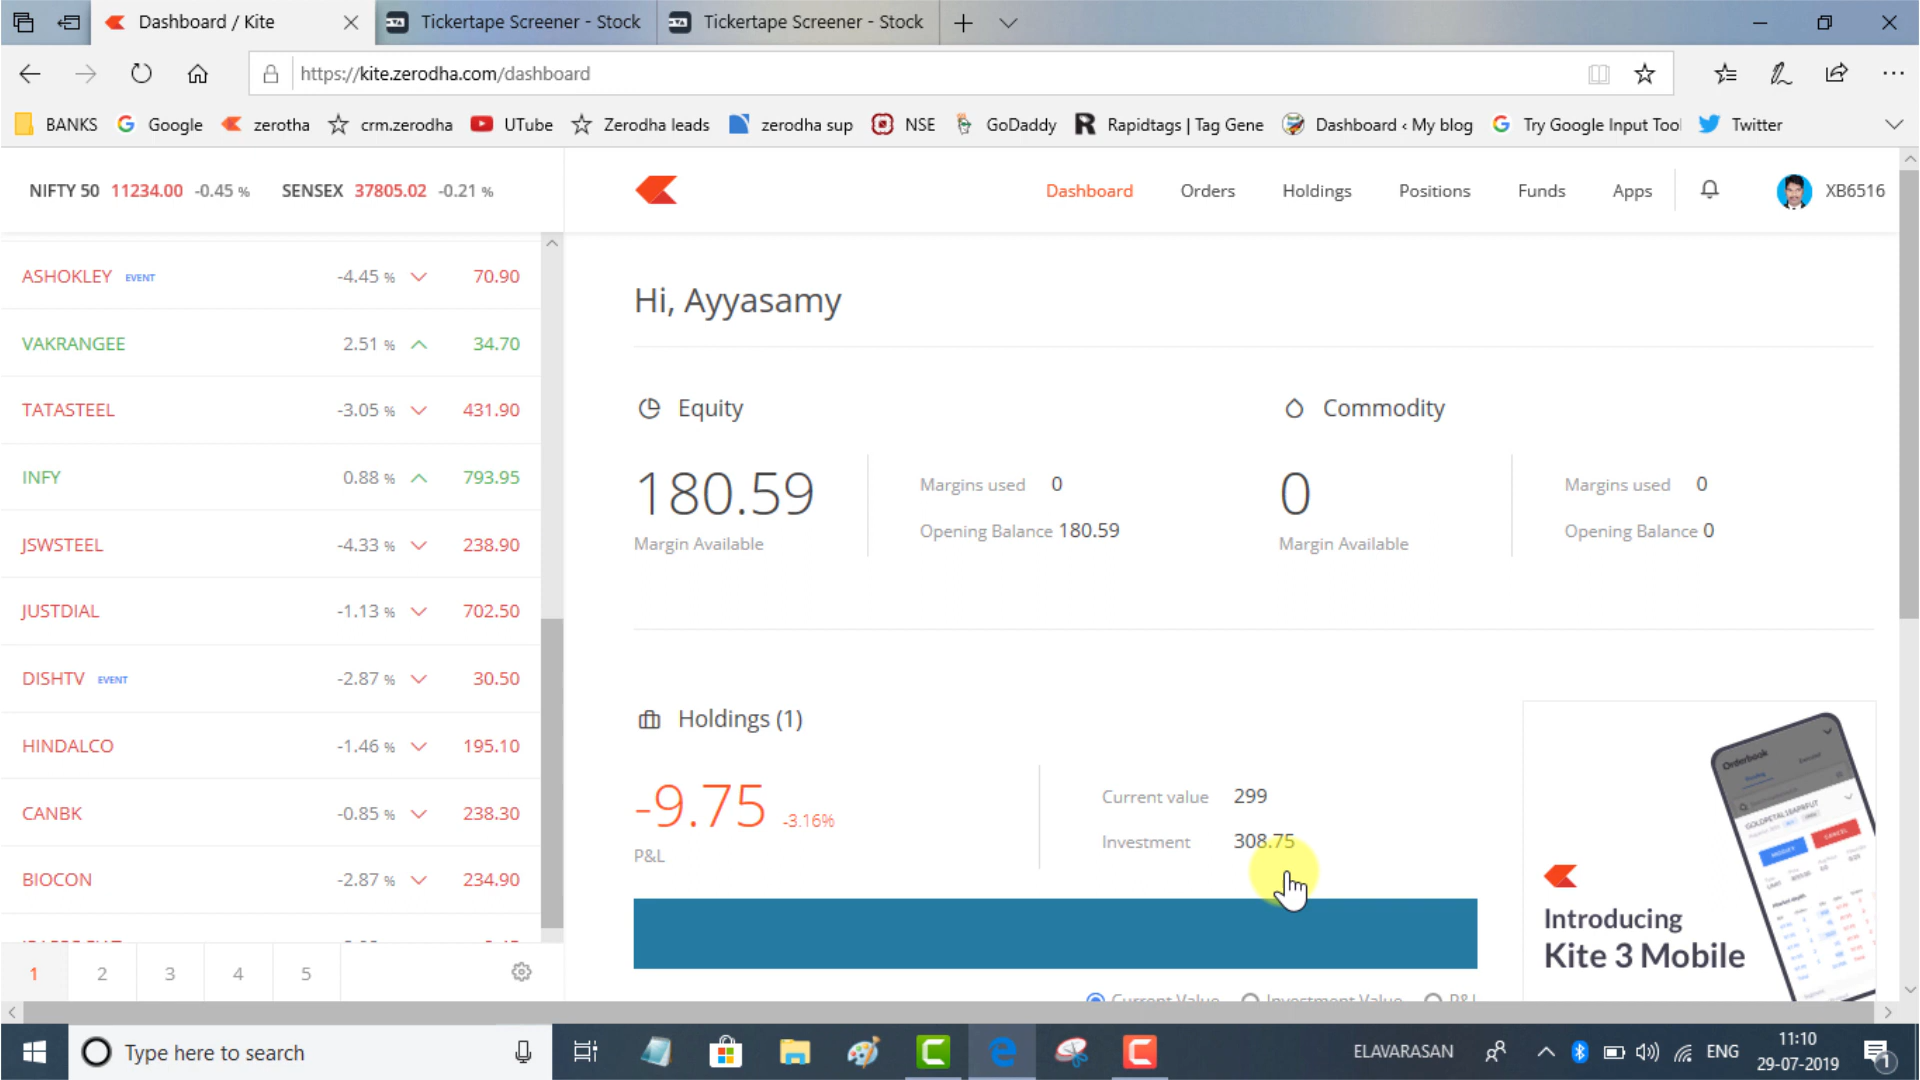 Dashboard / Kite
Tickertape Screener - Stock
Tickertape Screener - Stock
https://kite.zerodha.com/dashboard
BANKS
Google
zerotha
crm.zerodha
UTube
Zerodha leads
zerodha sup
NSE
GoDaddy
Rapidtags | Tag Gene
Dashboard ‹ My blog
Try Google Input Tool
Twitter
NIFTY 50 11234.00 -0.45 %
SENSEX 37805.02 -0.21 %
Dashboard
Orders
Holdings
Positions
Funds
Apps
XB6516
ASHOKLEY EVENT -4.45 % 70.90
VAKRANGEE 2.51 % 34.70
TATASTEEL -3.05 % 431.90
INFY 0.88 % 793.95
JSWSTEEL -4.33 % 238.90
JUSTDIAL -1.13 % 702.50
DISHTV EVENT -2.87 % 30.50
HINDALCO -1.46 % 195.10
CANBK -0.85 % 238.30
BIOCON -2.87 % 234.90
1 2 3 4 5
Hi, Ayyasamy
Equity
180.59
Margin Available
Margins used 0
Opening Balance 180.59
Commodity
0
Margin Available
Margins used 0
Opening Balance 0
Holdings (1)
-9.75 -3.16%
P&L
Current value 299
Investment 308.75
Current Value Investment Value P&L
Orderbook
MODIFY CANCEL
Introducing
Kite 3 Mobile
Type here to search
ELAVARASAN
ENG
11:10
29-07-2019
1